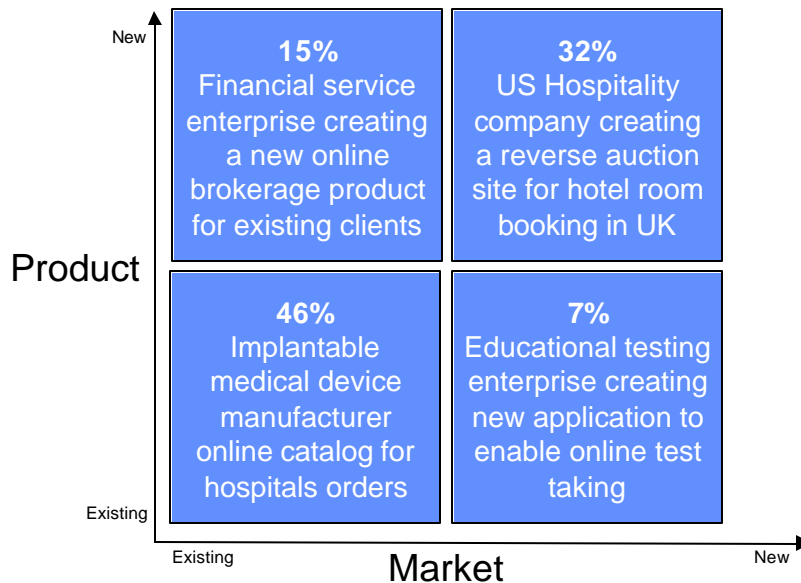 New
15%
Financial service
enterprise creating
a new online
brokerage product
for existing clients
32%
US Hospitality
company creating
a reverse auction
site for hotel room
booking in UK
Product
46%
Implantable
medical device
manufacturer
online catalog for
hospitals orders
7%
Educational testing
enterprise creating
new application to
enable online test
taking
Existing
Existing
Market
New